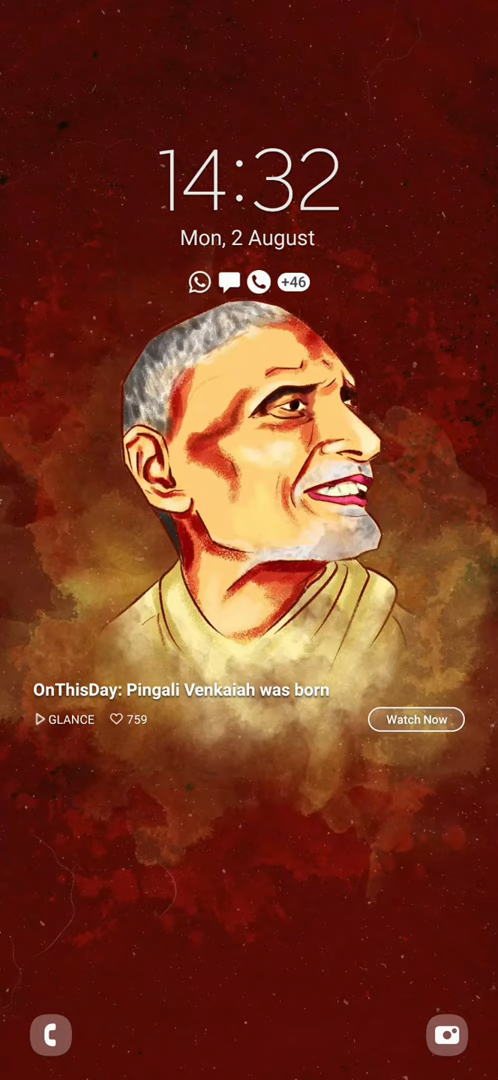 14:32
Mon, 2 August
+46
OnThisDay: Pingali Venkaiah was born
GLANCE 759
Watch Now